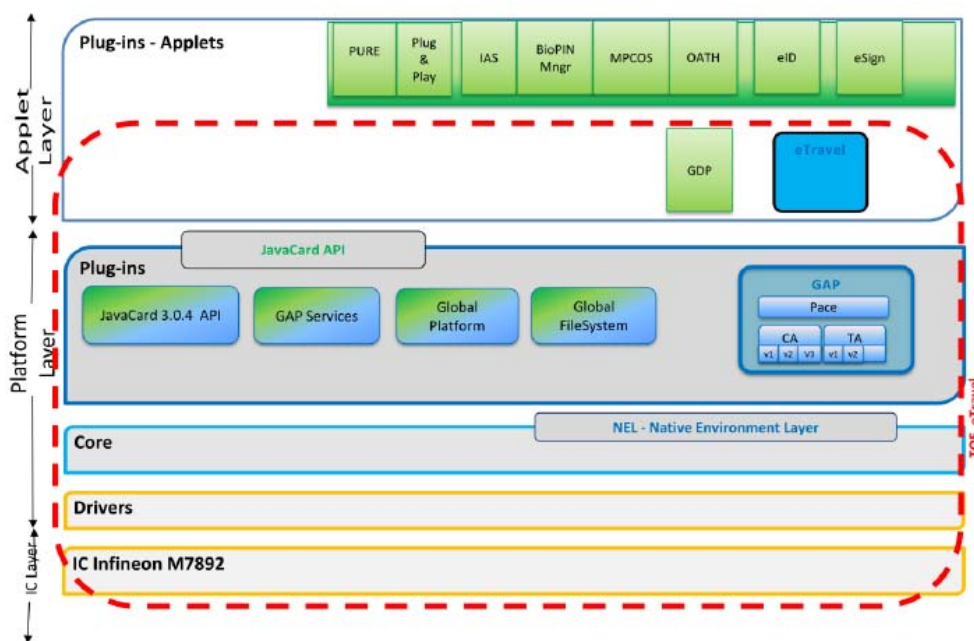 Plug-ins - Applets
PURE
Plug
&
Play
IAS
BioPIN
Mngr
MPCOS
OATH
eID
eSign
GDP
eTravel
Applet
Layer
JavaCard API
Plug-ins
JavaCard 3.0.4 API
GAP Services
Global
Platform
Global
FileSystem
GAP
Pace
CA
TA
v1
v2
V3
v1
v2
Platform
Layer
NEL - Native Environment Layer
Core
Drivers
IC Infineon M7892
IC Layer
TOE eTravel